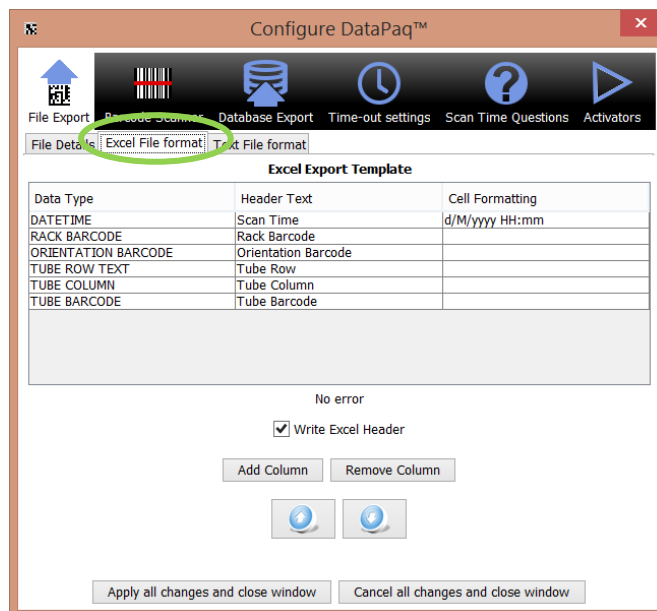 Configure DataPaq™
x
File Export Barcode Scanner Database Export Time-out settings Scan Time Questions Activators
File Details Excel File format Text File format
Excel Export Template
Data Type Header Text Cell Formatting
DATETIME Scan Time d/M/yyyy HH:mm
RACK BARCODE Rack Barcode
ORIENTATION BARCODE Orientation Barcode
TUBE ROW TEXT Tube Row
TUBE COLUMN Tube Column
TUBE BARCODE Tube Barcode
No error
Write Excel Header
Add Column Remove Column
Apply all changes and close window Cancel all changes and close window